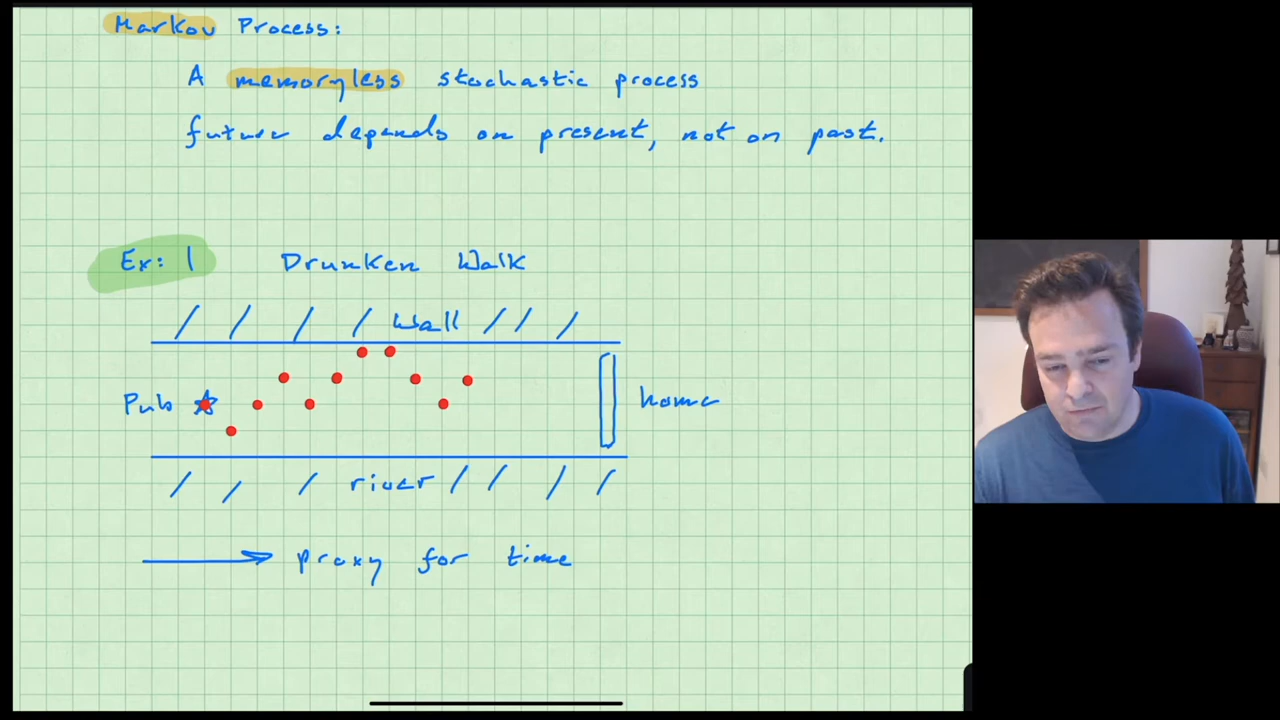 Markov Process:
A memoryless stochastic process
future depends on present, not on past.
Ex: 1 Drunken Walk
Wall
Pub home
river
proxy for time